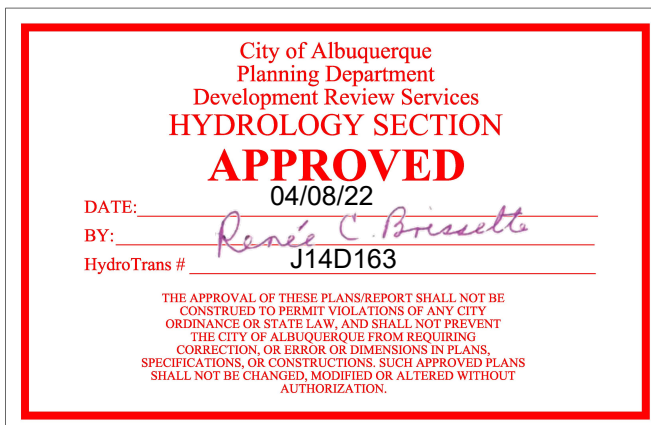 City of Albuquerque
Planning Department
Development Review Services
HYDROLOGY SECTION
APPROVED
DATE: 04/08/22
BY: Renée C. Brissette
HydroTrans # J14D163
THE APPROVAL OF THESE PLANS/REPORT SHALL NOT BE
CONSTRUED TO PERMIT VIOLATIONS OF ANY CITY
ORDINANCE OR STATE LAW, AND SHALL NOT PREVENT
THE CITY OF ALBUQUERQUE FROM REQUIRING
CORRECTION, OR ERROR OR DIMENSIONS IN PLANS,
SPECIFICATIONS, OR CONSTRUCTIONS. SUCH APPROVED PLANS
SHALL NOT BE CHANGED, MODIFIED OR ALTERED WITHOUT
AUTHORIZATION.